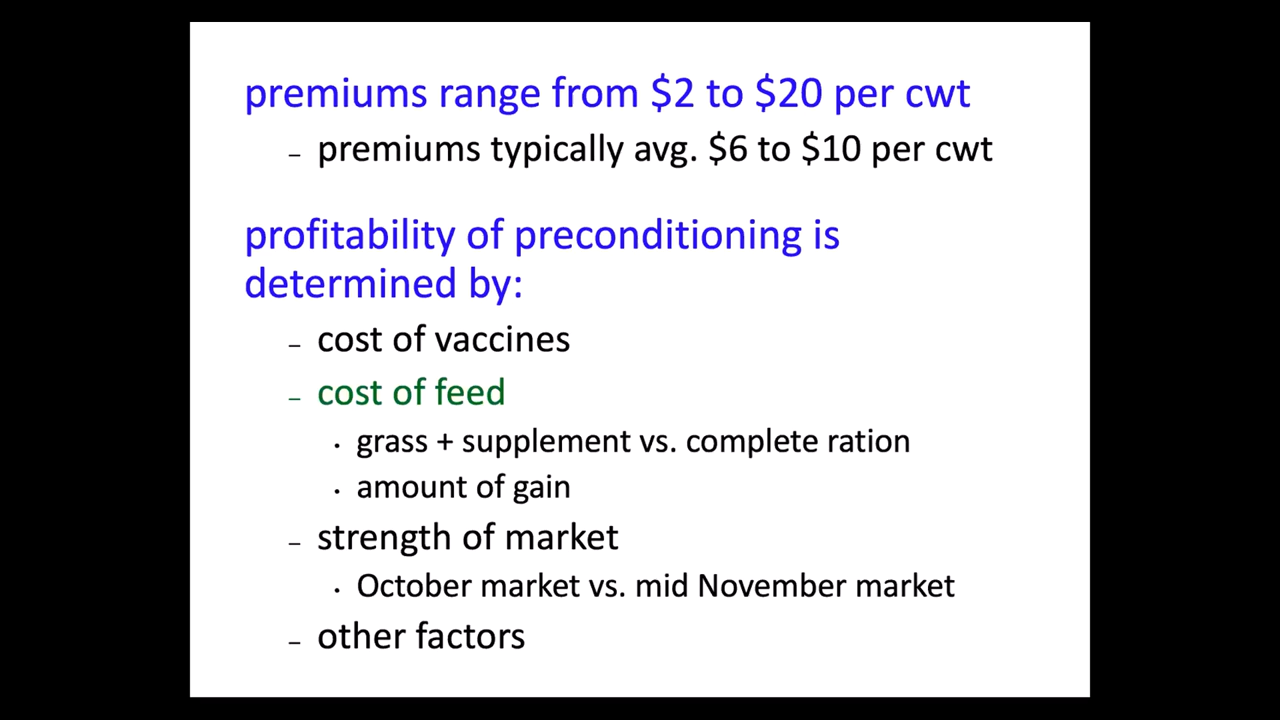 premiums range from $2 to $20 per cwt
– premiums typically avg. $6 to $10 per cwt
profitability of preconditioning is
determined by:
– cost of vaccines
– cost of feed
• grass + supplement vs. complete ration
• amount of gain
– strength of market
• October market vs. mid November market
– other factors